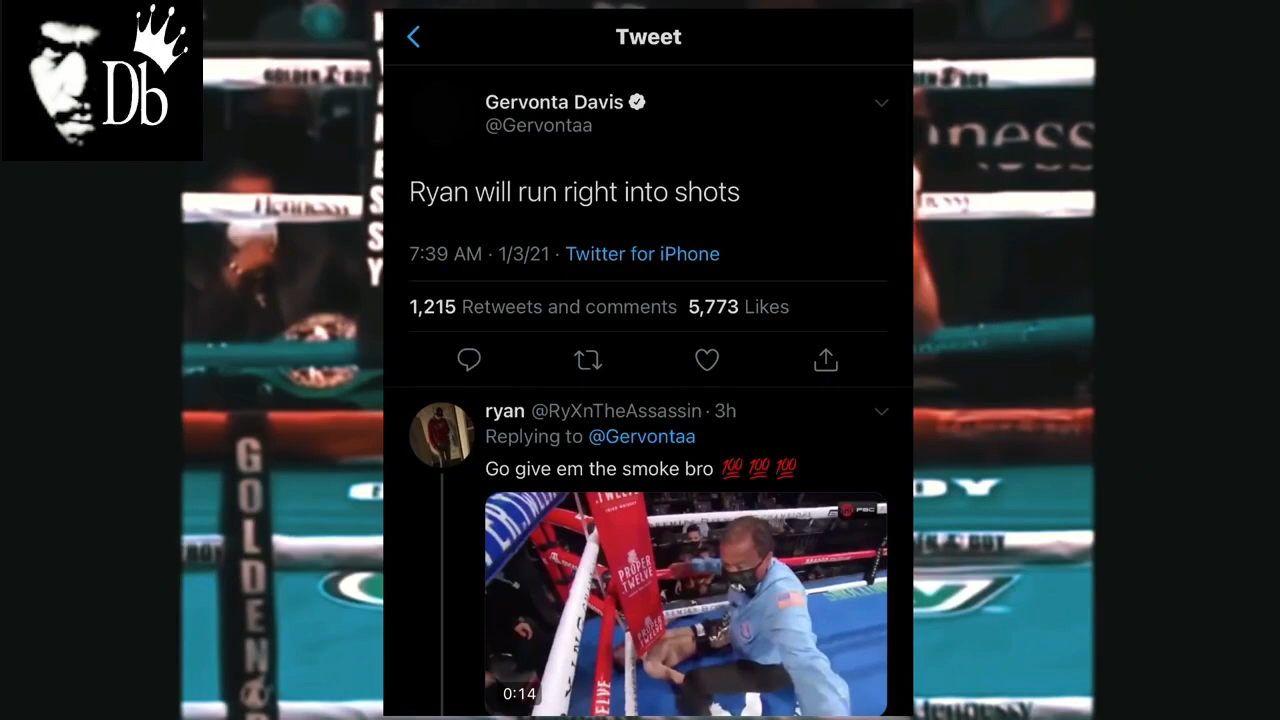 Db
Tweet
Gervonta Davis
@Gervontaa
Ryan will run right into shots
7:39 AM · 1/3/21 · Twitter for iPhone
1,215 Retweets and comments 5,773 Likes
ryan @RyXnTheAssassin · 3h
Replying to @Gervontaa
Go give em the smoke bro 💯 💯 💯
PROPER
TWELVE
0:14
GOLDEN
Hennessy